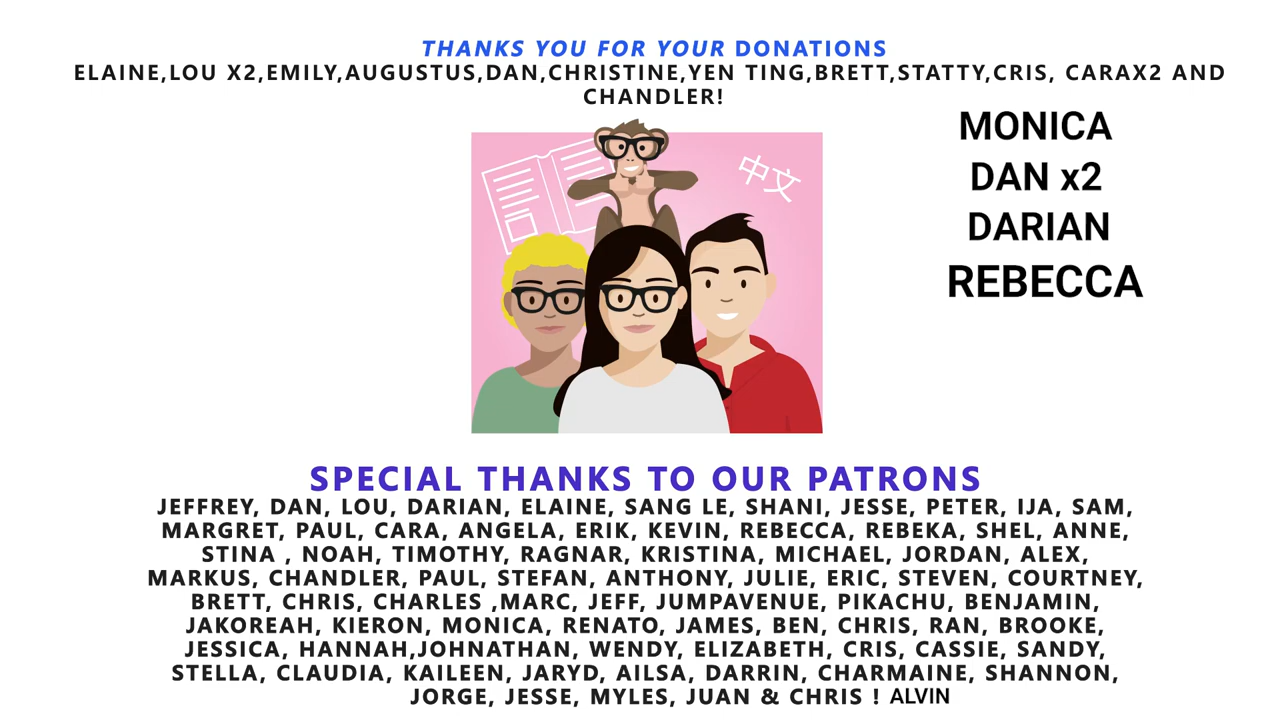 THANKS YOU FOR YOUR DONATIONS
ELAINE,LOU X2,EMILY,AUGUSTUS,DAN,CHRISTINE,YEN TING,BRETT,STATTY,CRIS, CARAX2 AND
CHANDLER!
MONICA
DAN x2
DARIAN
REBECCA
中文
SPECIAL THANKS TO OUR PATRONS
JEFFREY, DAN, LOU, DARIAN, ELAINE, SANG LE, SHANI, JESSE, PETER, IJA, SAM,
MARGRET, PAUL, CARA, ANGELA, ERIK, KEVIN, REBECCA, REBEKA, SHEL, ANNE,
STINA , NOAH, TIMOTHY, RAGNAR, KRISTINA, MICHAEL, JORDAN, ALEX,
MARKUS, CHANDLER, PAUL, STEFAN, ANTHONY, JULIE, ERIC, STEVEN, COURTNEY,
BRETT, CHRIS, CHARLES ,MARC, JEFF, JUMPAVENUE, PIKACHU, BENJAMIN,
JAKOREAH, KIERON, MONICA, RENATO, JAMES, BEN, CHRIS, RAN, BROOKE,
JESSICA, HANNAH,JOHNATHAN, WENDY, ELIZABETH, CRIS, CASSIE, SANDY,
STELLA, CLAUDIA, KAILEEN, JARYD, AILSA, DARRIN, CHARMAINE, SHANNON,
JORGE, JESSE, MYLES, JUAN & CHRIS ! ALVIN